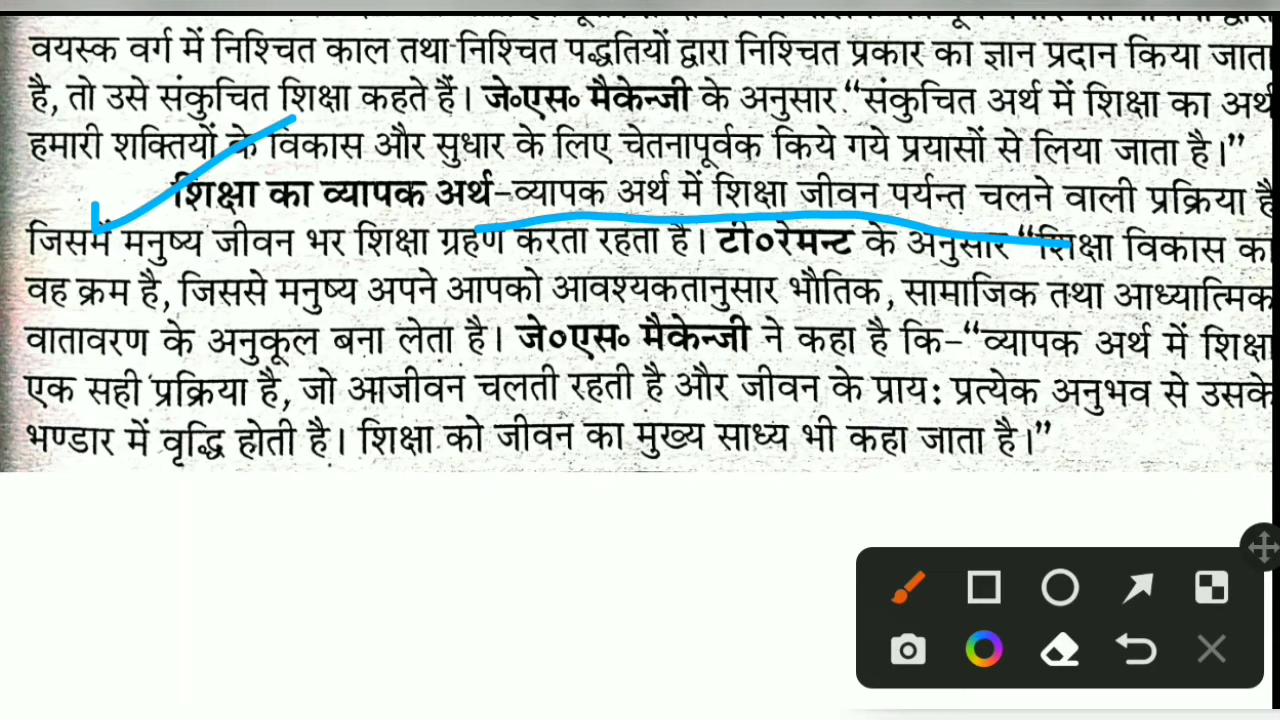 वयस्क वर्ग में निश्चित काल तथा निश्चित पद्धतियों द्वारा निश्चित प्रकार का ज्ञान प्रदान किया जाता
है, तो उसे संकुचित शिक्षा कहते हैं। जे०एस० मैकेन्जी के अनुसार “संकुचित अर्थ में शिक्षा का अर्थ
हमारी शक्तियों के विकास और सुधार के लिए चेतनापूर्वक किये गये प्रयासों से लिया जाता है।”
शिक्षा का व्यापक अर्थ–व्यापक अर्थ में शिक्षा जीवन पर्यन्त चलने वाली प्रक्रिया है
जिसमें मनुष्य जीवन भर शिक्षा ग्रहण करता रहता है। टी०रेमन्ट के अनुसार “शिक्षा विकास का
वह क्रम है, जिससे मनुष्य अपने आपको आवश्यकतानुसार भौतिक, सामाजिक तथा आध्यात्मिक
वातावरण के अनुकूल बना लेता है। जे०एस० मैकेन्जी ने कहा है कि–“व्यापक अर्थ में शिक्षा
एक सही प्रक्रिया है, जो आजीवन चलती रहती है और जीवन के प्राय: प्रत्येक अनुभव से उसके
भण्डार में वृद्धि होती है। शिक्षा को जीवन का मुख्य साध्य भी कहा जाता है।”